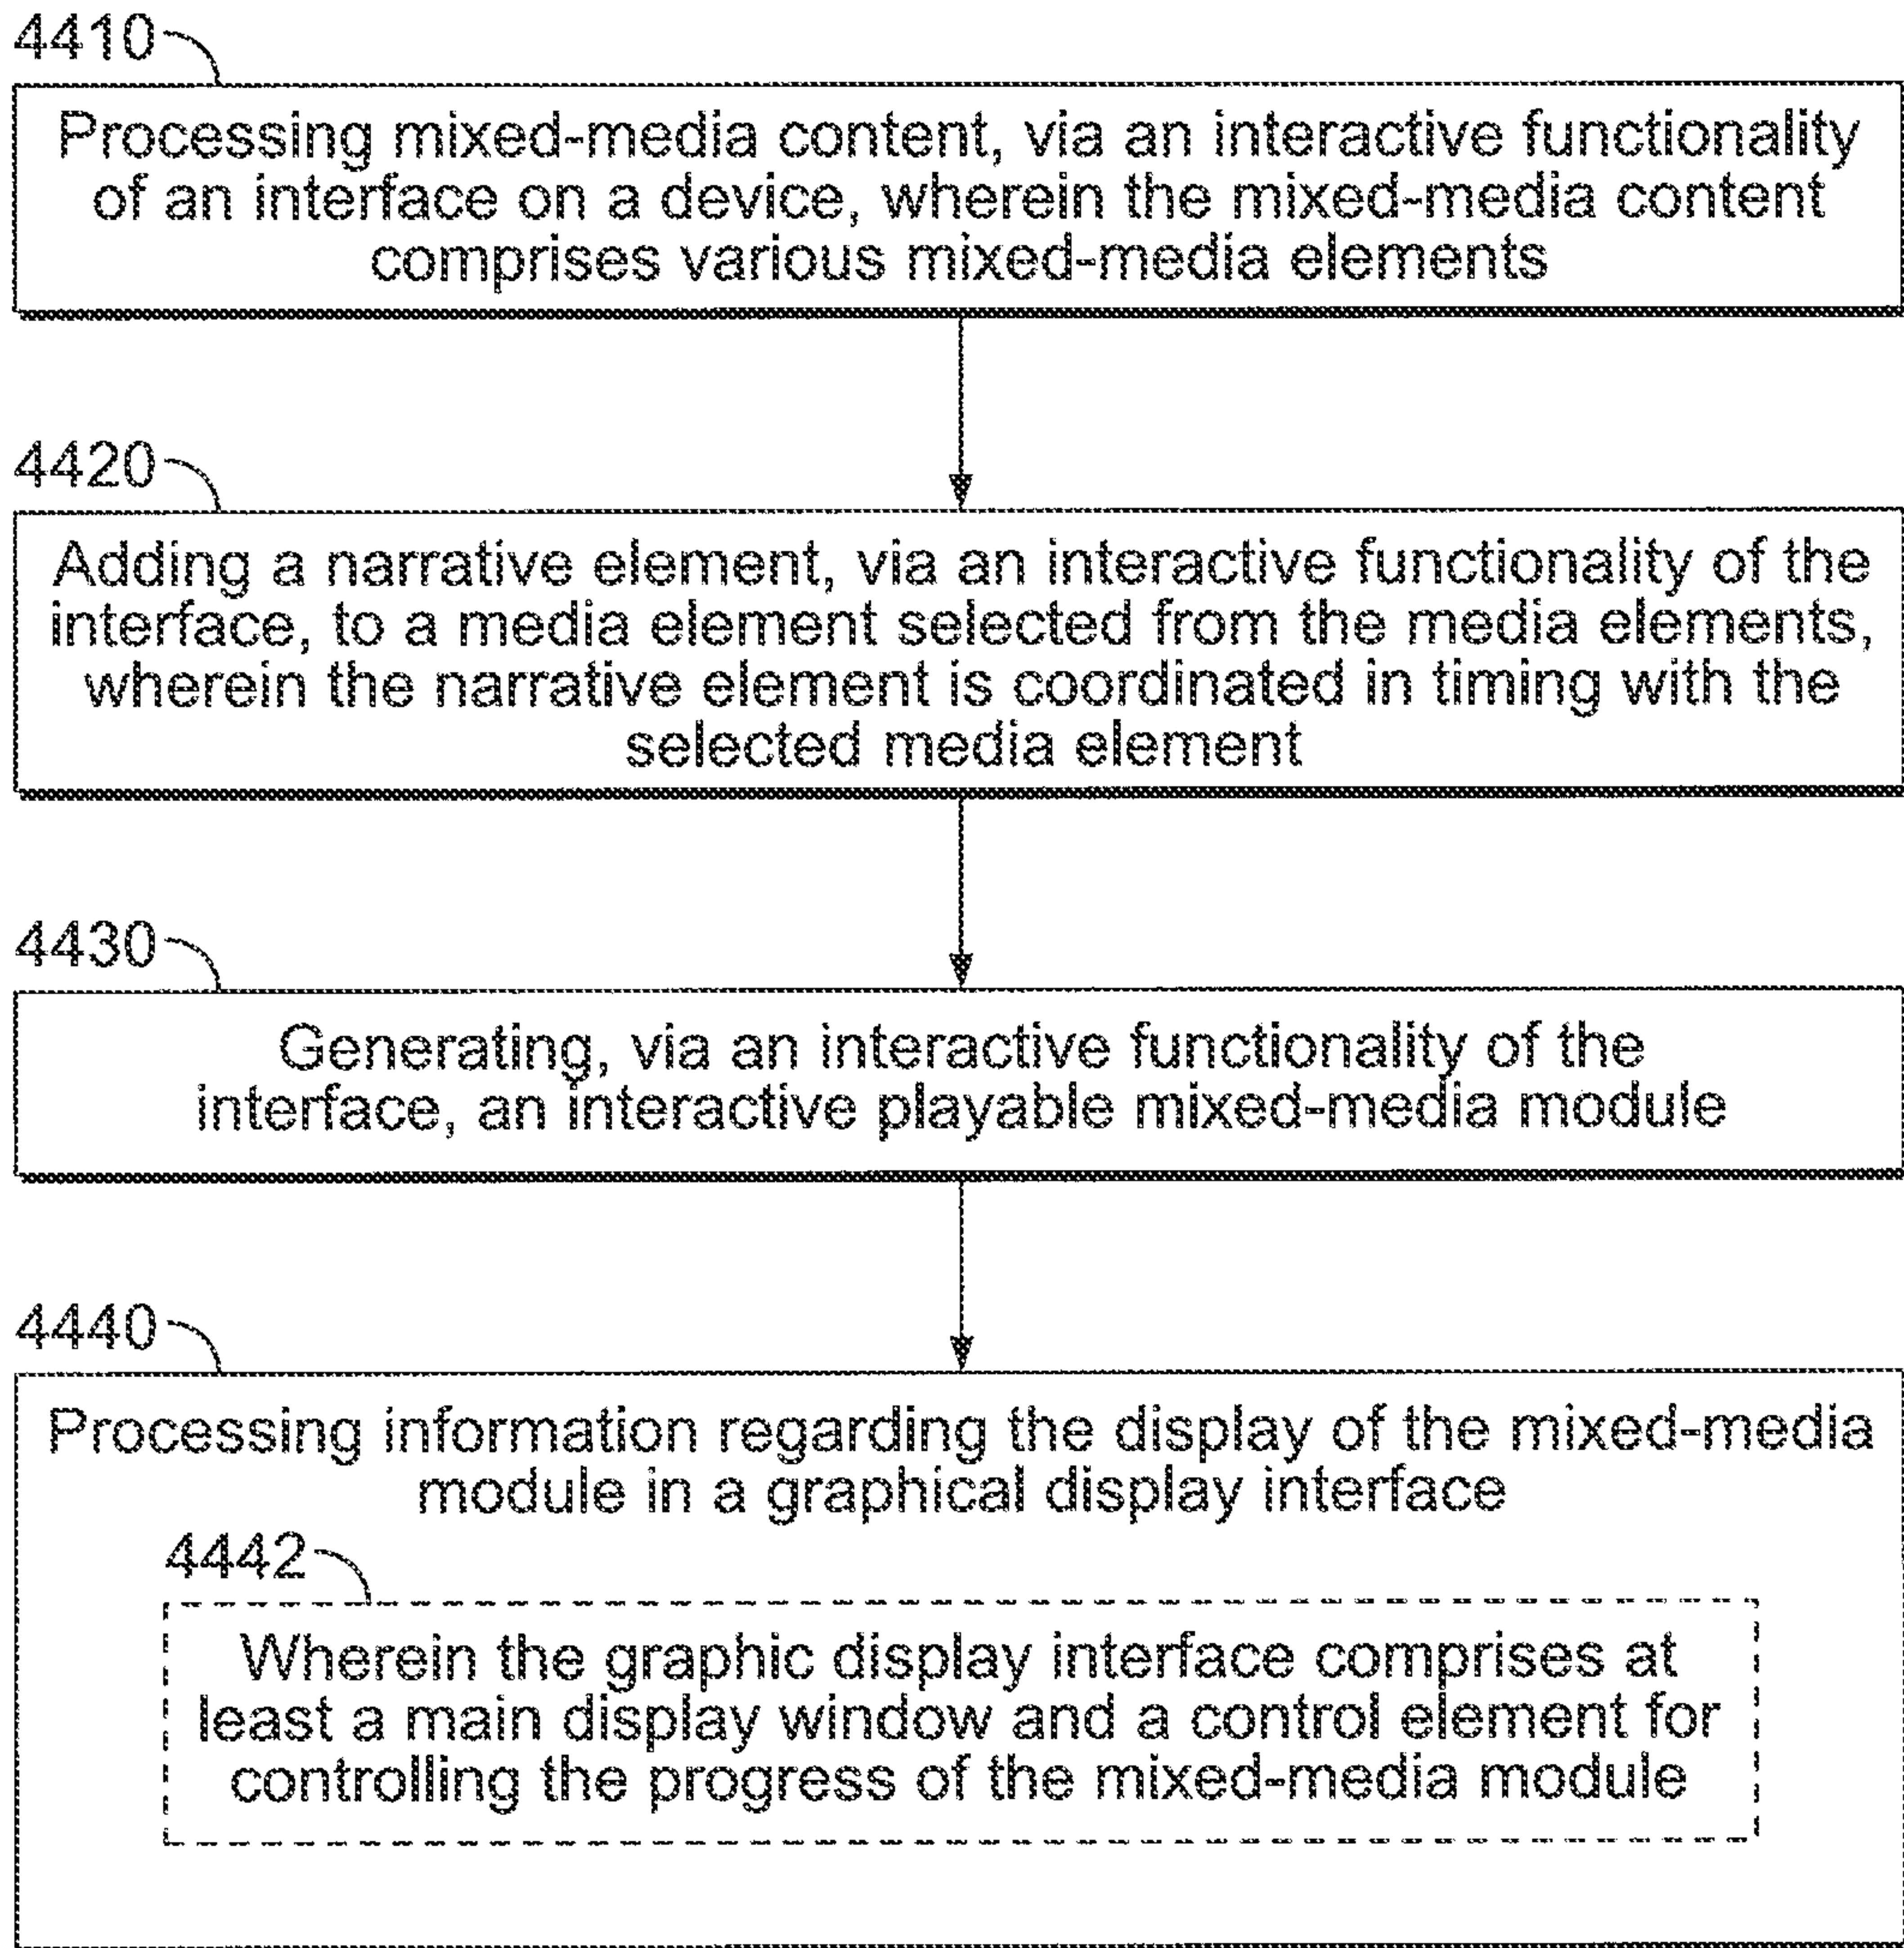 4410
Processing mixed-media content, via an interactive functionality
of an interface on a device, wherein the mixed-media content
comprises various mixed-media elements
4420
Adding a narrative element, via an interactive functionality of the
interface, to a media element selected from the media elements,
wherein the narrative element is coordinated in timing with the
selected media element
4430
Generating, via an interactive functionality of the
interface, an interactive playable mixed-media module
4440
Processing information regarding the display of the mixed-media
module in a graphical display interface
4442
Wherein the graphic display interface comprises at
least a main display window and a control element for
controlling the progress of the mixed-media module